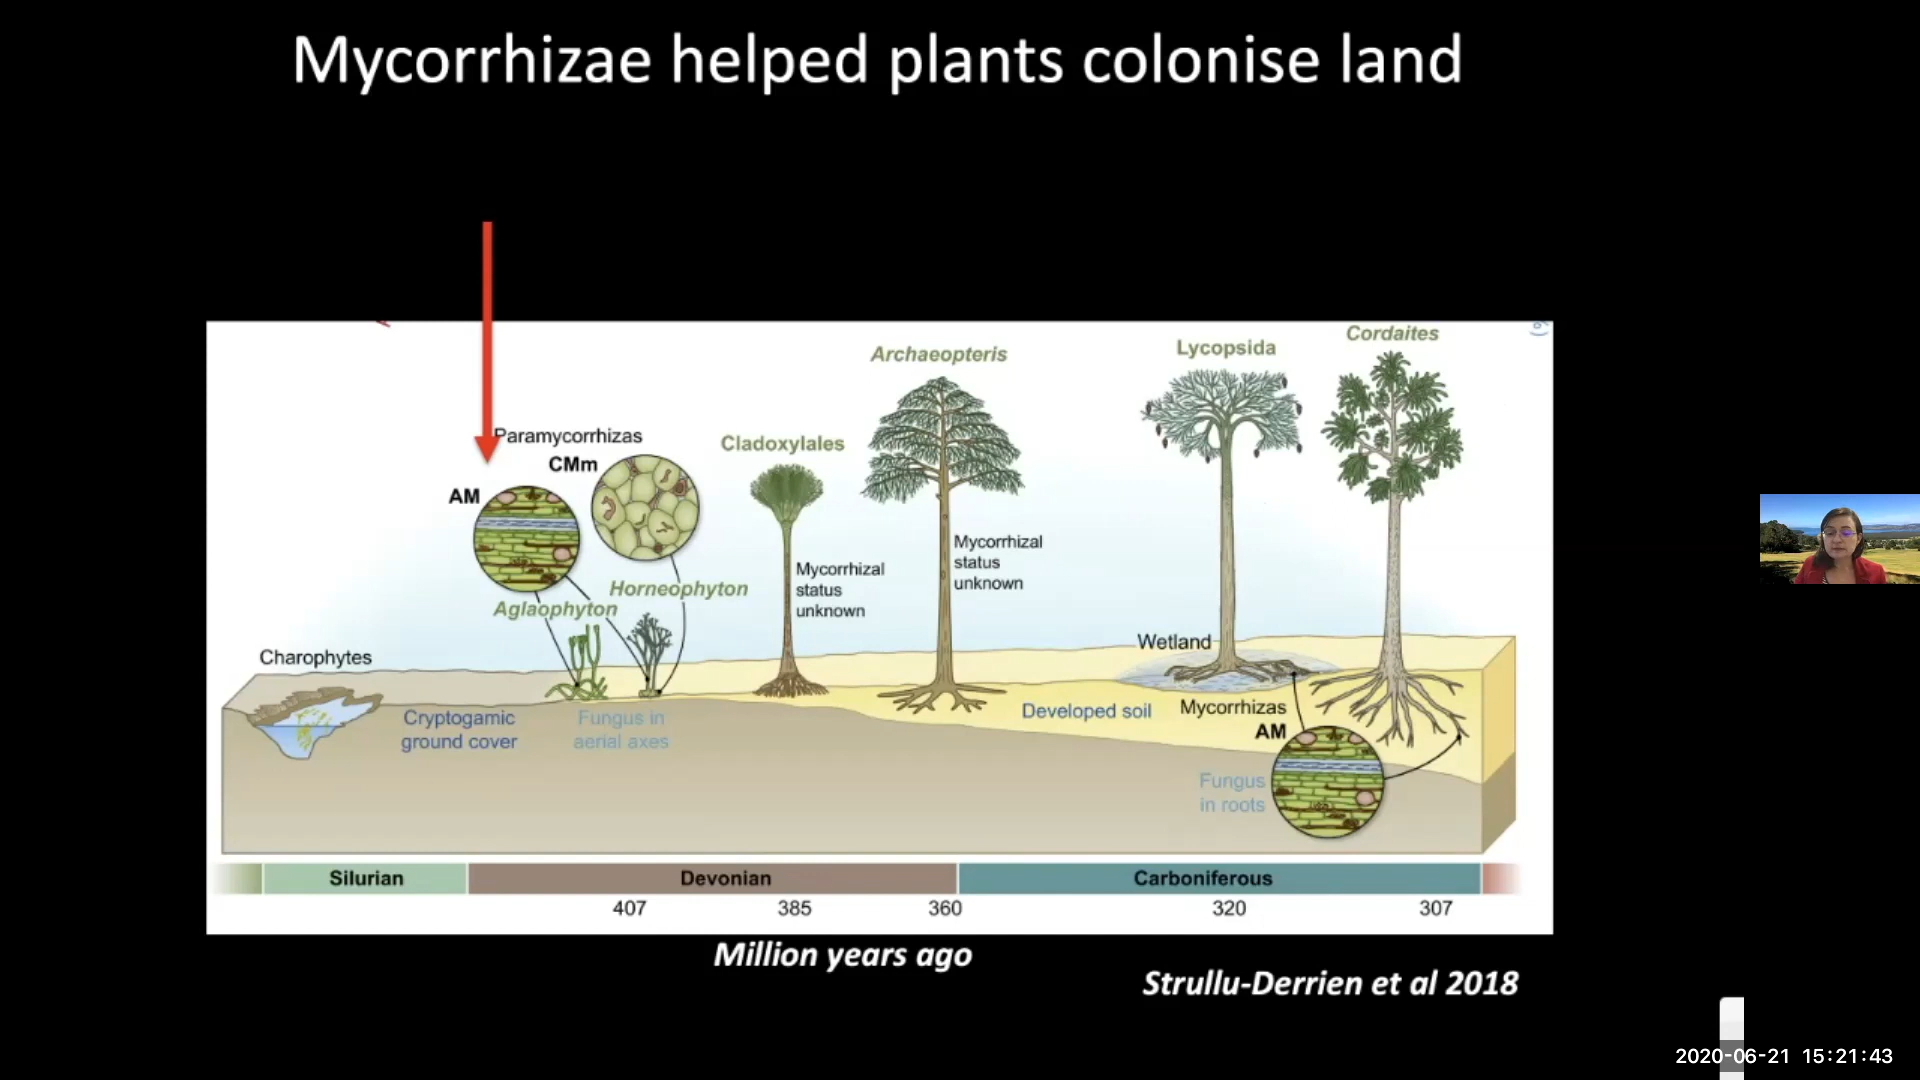 Mycorrhizae helped plants colonise land
Cordaites
Lycopsida
Archaeopteris
Paramycorrhizas
CMm
AM
Cladoxylales
Mycorrhizal
status
unknown
Mycorrhizal
status
unknown
Horneophyton
Aglaophyton
Wetland
Charophytes
Cryptogamic
ground cover
Fungus in
aerial axes
Developed soil
Mycorrhizas
AM
Fungus
in roots
Silurian
Devonian
Carboniferous
407
385
360
320
307
Million years ago
Strullu-Derrien et al 2018
2020-06-21 15:21:43